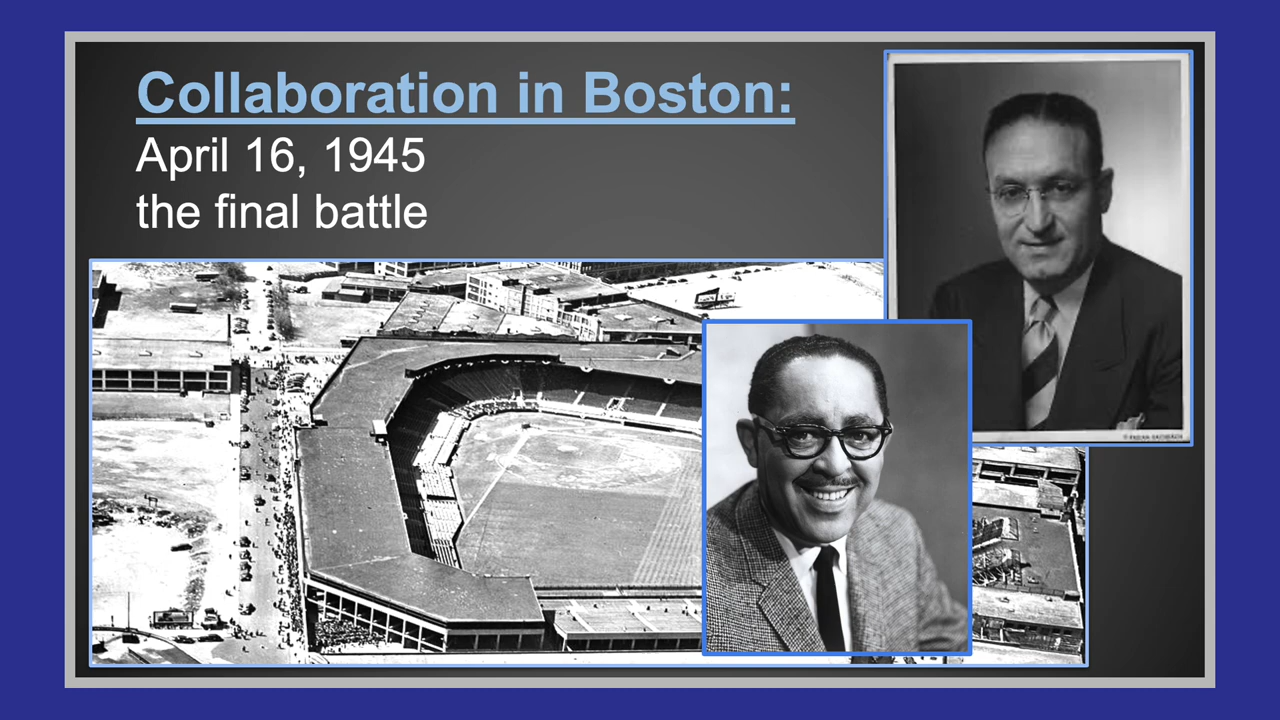 Collaboration in Boston:
April 16, 1945
the final battle